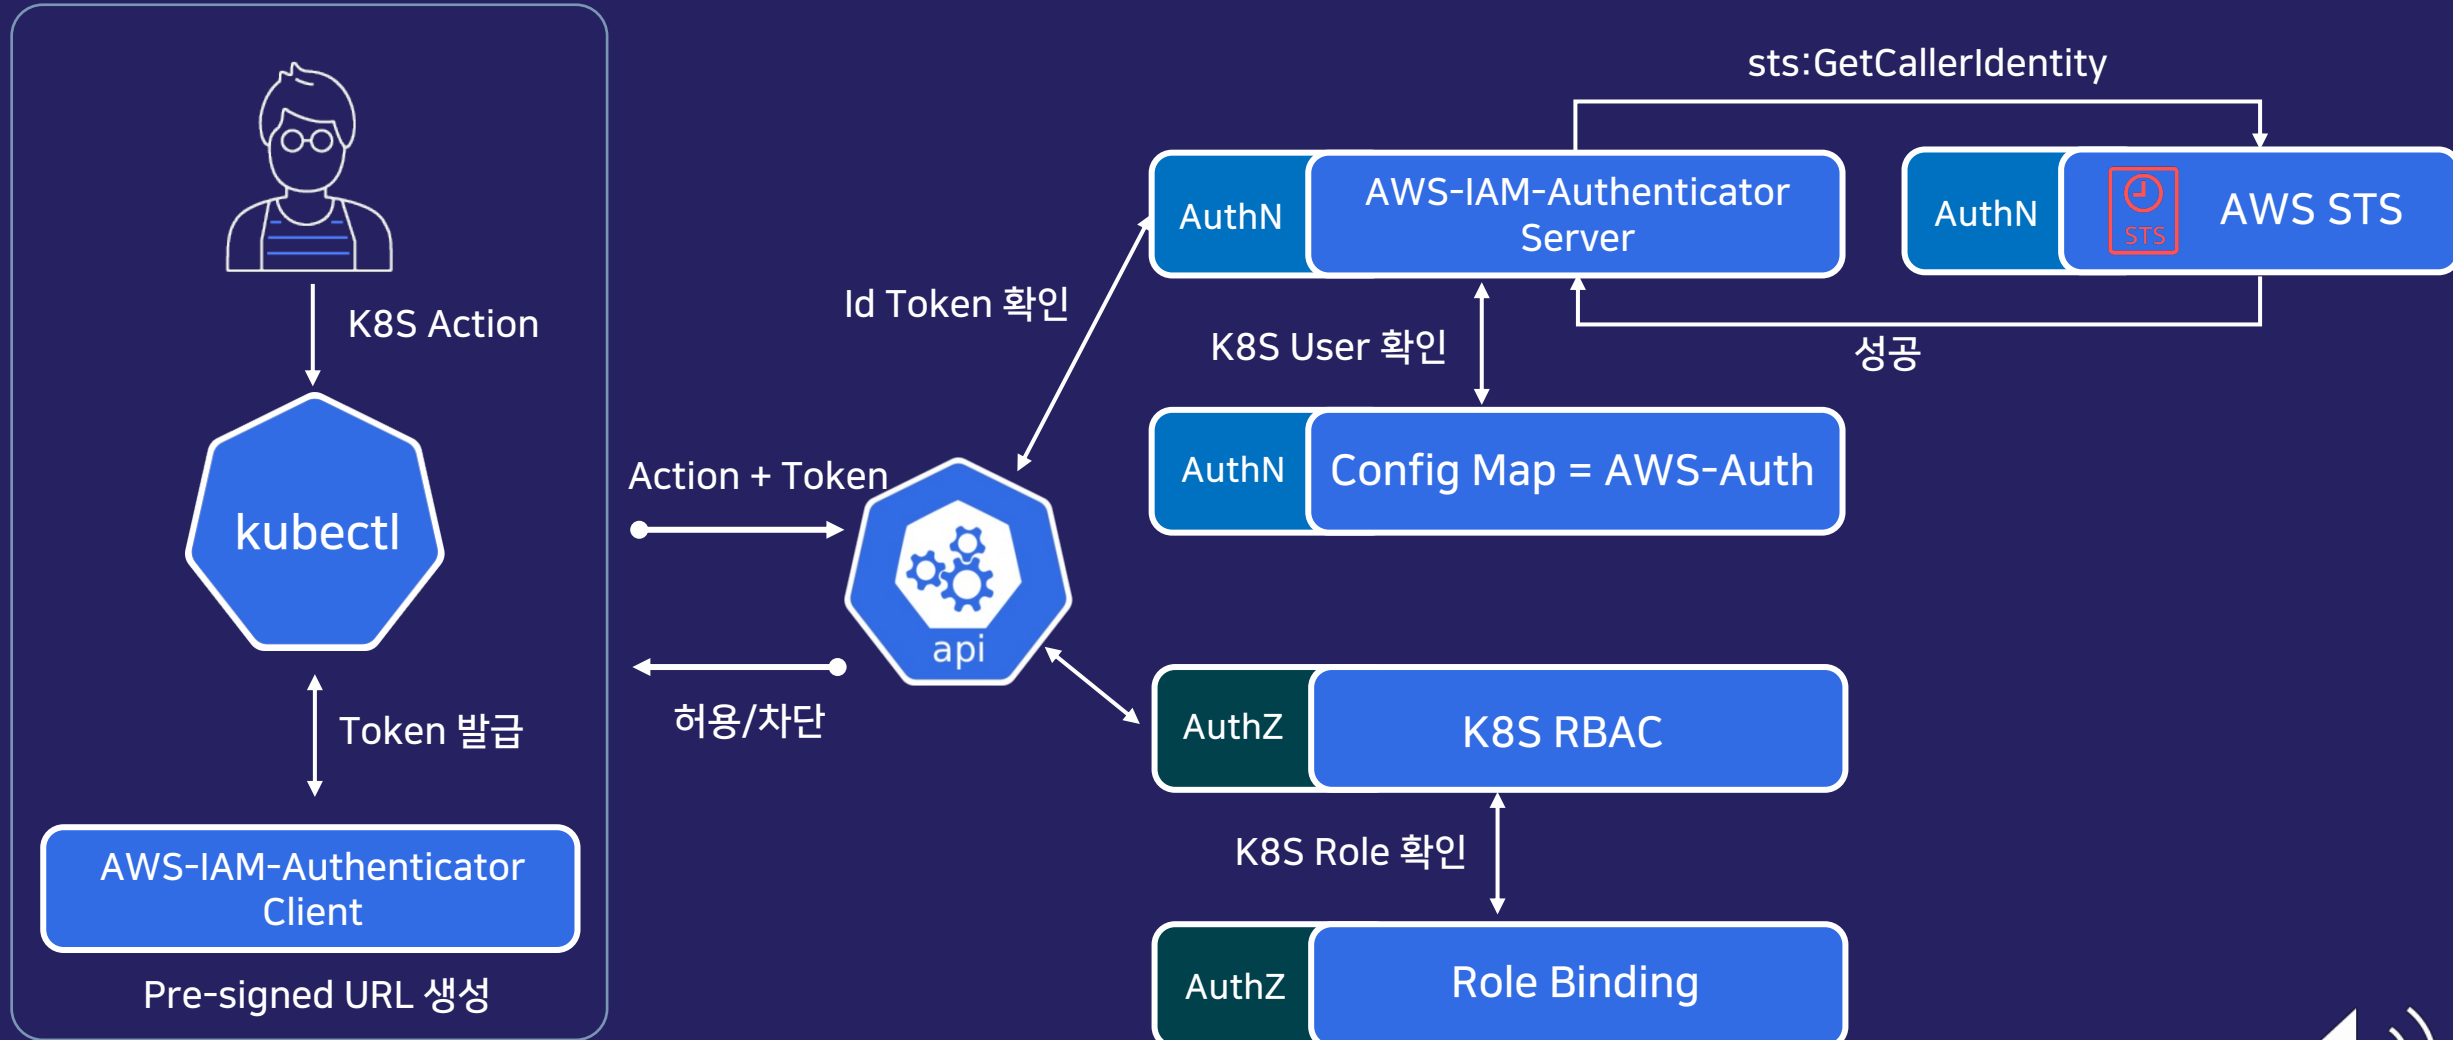 K8S Action
kubectl
Token 발급
AWS-IAM-Authenticator
Client
Pre-signed URL 생성
Action + Token
api
허용/차단
Id Token 확인
sts:GetCallerIdentity
AuthN
AWS-IAM-Authenticator
Server
AuthN
STS
AWS STS
K8S User 확인
성공
AuthN
Config Map = AWS-Auth
AuthZ
K8S RBAC
K8S Role 확인
AuthZ
Role Binding